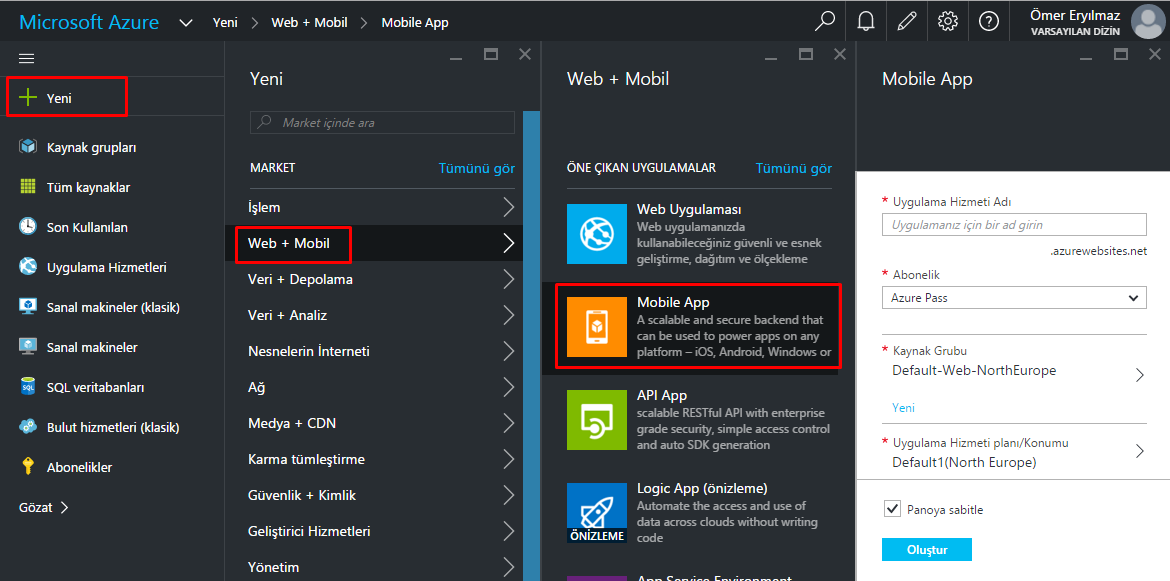 Microsoft Azure
Yeni
Web + Mobil
Mobile App
Ömer Eryılmaz
VARSAYILAN DİZİN
Yeni
Kaynak grupları
Tüm kaynaklar
Son Kullanılan
Uygulama Hizmetleri
Sanal makineler (klasik)
Sanal makineler
SQL veritabanları
Bulut hizmetleri (klasik)
Abonelikler
Gözat
Yeni
Market içinde ara
MARKET Tümünü gör
İşlem
Web + Mobil
Veri + Depolama
Veri + Analiz
Nesnelerin İnterneti
Ağ
Medya + CDN
Karma tümleştirme
Güvenlik + Kimlik
Geliştirici Hizmetleri
Yönetim
Web + Mobil
ÖNE ÇIKAN UYGULAMALAR Tümünü gör
Web Uygulaması
Web uygulamanızda
kullanabileceğiniz güvenli ve esnek
geliştirme, dağıtım ve ölçekleme
Mobile App
A scalable and secure backend that
can be used to power apps on any
platform – iOS, Android, Windows or
API App
scalable RESTful API with enterprise
grade security, simple access control
and auto SDK generation
Logic App (önizleme)
Automate the access and use of
data across clouds without writing
code
ÖNİZLEME
App Service Environment
Mobile App
* Uygulama Hizmeti Adı
Uygulamanız için bir ad girin
.azurewebsites.net
* Abonelik
Azure Pass
* Kaynak Grubu
Default-Web-NorthEurope
Yeni
* Uygulama Hizmeti planı/Konumu
Default1(North Europe)
Panoya sabitle
Oluştur